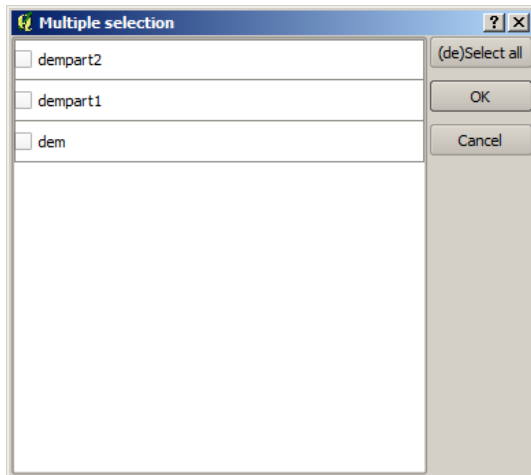 Multiple selection
dempart2
dempart1
dem
(de)Select all
OK
Cancel